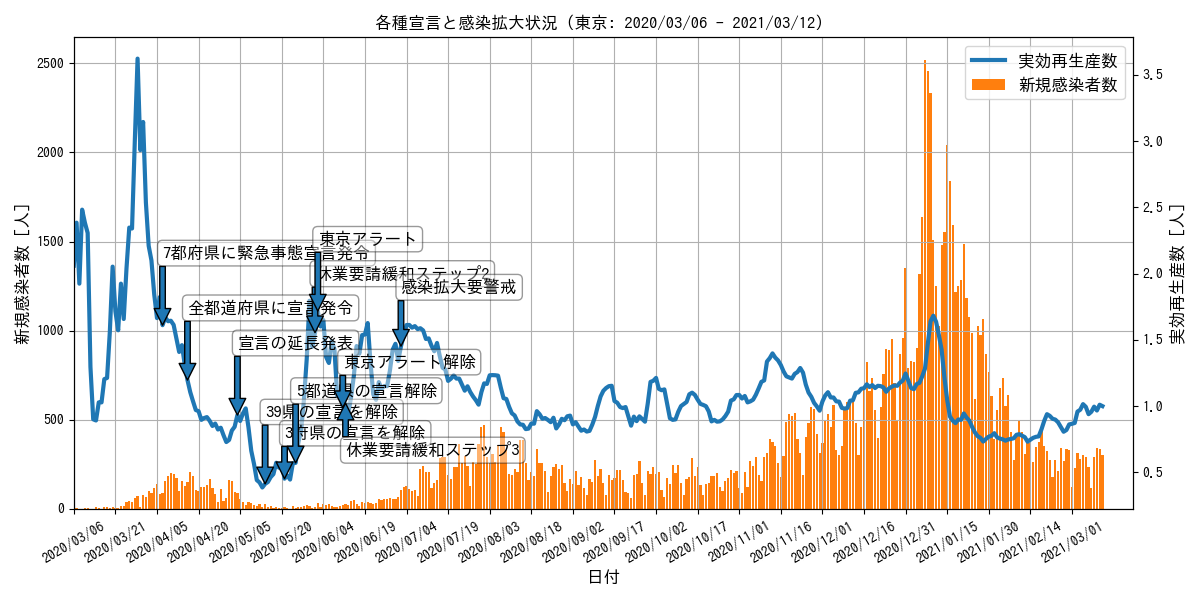 各種宣言と感染拡大状況 (東京: 2020/03/06 - 2021/03/12)
実効再生産数
新規感染者数
新規感染者数 [人]
2500
2000
1500
1000
500
0
実効再生産数 [人]
3.5
3.0
2.5
2.0
1.5
1.0
0.5
東京アラート
7都府県に緊急事態宣言発令
休業要請緩和ステップ2
感染拡大要警戒
全都道府県に宣言発令
宣言の延長発表
東京アラート解除
5都道県の宣言解除
39県の宣言を解除
3府県の宣言を解除
休業要請緩和ステップ3
2020/03/06
2020/03/21
2020/04/05
2020/04/20
2020/05/05
2020/05/20
2020/06/04
2020/06/19
2020/07/04
2020/07/19
2020/08/03
2020/08/18
2020/09/02
2020/09/17
2020/10/02
2020/10/17
2020/11/01
2020/11/16
2020/12/01
2020/12/16
2020/12/31
2021/01/15
2021/01/30
2021/02/14
2021/03/01
日付